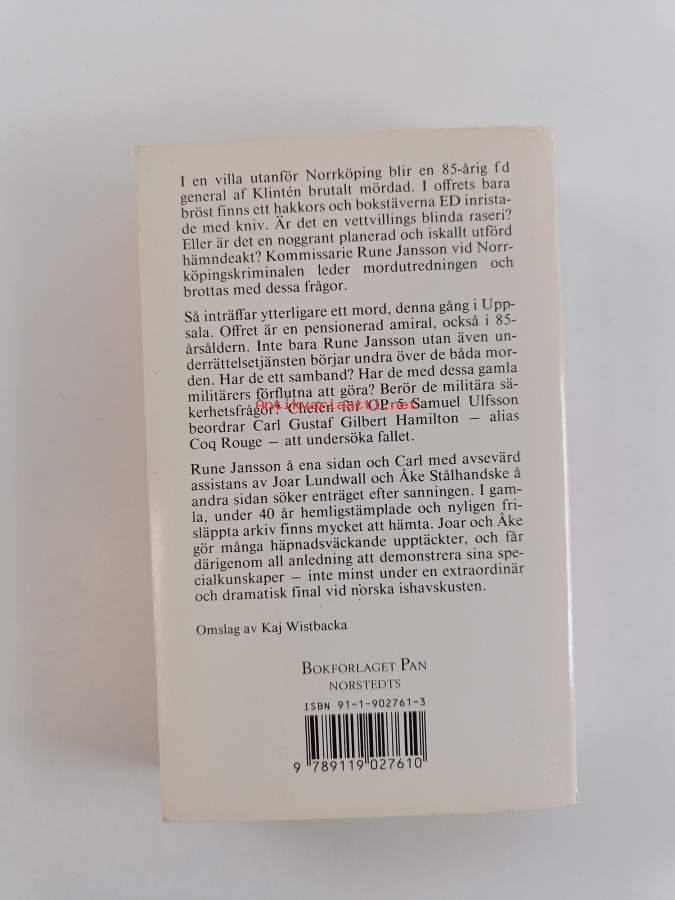 I en villa utanför Norrköping blir en 85-årig f d
general af Klintén brutalt mördad. I offrets bara
bröst finns ett hakkors och bokstäverna ED inrista-
de med kniv. Är det en vettvillings blinda raseri?
Eller är det en noggrant planerad och iskallt utförd
hämndeakt? Kommissarie Rune Jansson vid Norr-
köpingskriminalen leder mordutredningen och
brottas med dessa frågor.
Så inträffar ytterligare ett mord, denna gång i Upp-
sala. Offret är en pensionerad amiral, också i 85-
årsåldern. Inte bara Rune Jansson utan även un-
derrättelsetjänsten börjar undra över de båda mor-
den. Har de ett samband? Har de med dessa gamla
militärers förflutna att göra? Berör de militära sä-
kerhetsfrågor? Chefen för OP 5 Samuel Ulfsson
Antikvariaatti.net
beordrar Carl Gustaf Gilbert Hamilton – alias
Coq Rouge – att undersöka fallet.
Rune Jansson å ena sidan och Carl med avsevärd
assistans av Joar Lundwall och Åke Stålhandske å
andra sidan söker enträget efter sanningen. I gam-
la, under 40 år hemligstämplade och nyligen fri-
släppta arkiv finns mycket att hämta. Joar och Åke
gör många häpnadsväckande upptäckter, och får
därigenom all anledning att demonstrera sina spe-
cialkunskaper – inte minst under en extraordinär
och dramatisk final vid norska ishavskusten.
Omslag av Kaj Wistbacka
BOKFÖRLAGET PAN
NORSTEDTS
ISBN 91-1-902761-3
9 789119 027610